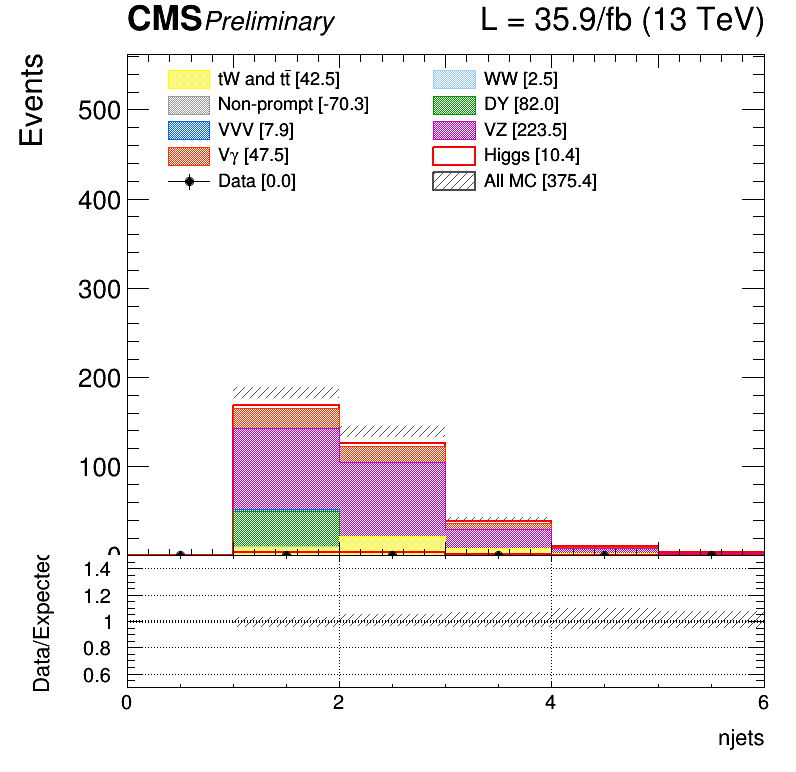 CMS Preliminary L = 35.9/fb (13 TeV)
Events
tW and tt̄ [42.5]
Non-prompt [-70.3]
VVV [7.9]
Vγ [47.5]
Data [0.0]
WW [2.5]
DY [82.0]
VZ [223.5]
Higgs [10.4]
All MC [375.4]
500
400
300
200
100
0
Data/Expected
1.4
1.2
1
0.8
0.6
0 2 4 6
njets